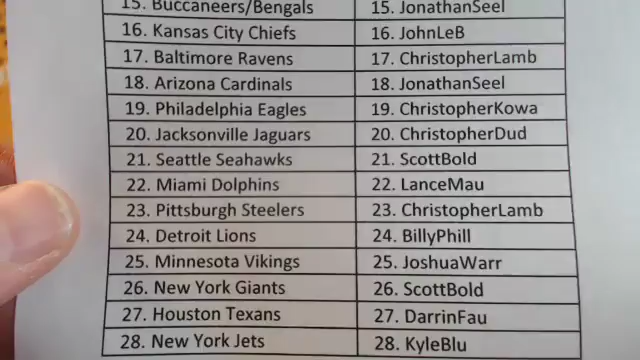 15. Buccaneers/Bengals 15. JonathanSeel
16. Kansas City Chiefs 16. JohnLeB
17. Baltimore Ravens 17. ChristopherLamb
18. Arizona Cardinals 18. JonathanSeel
19. Philadelphia Eagles 19. ChristopherKowa
20. Jacksonville Jaguars 20. ChristopherDud
21. Seattle Seahawks 21. ScottBold
22. Miami Dolphins 22. LanceMau
23. Pittsburgh Steelers 23. ChristopherLamb
24. Detroit Lions 24. BillyPhill
25. Minnesota Vikings 25. JoshuaWarr
26. New York Giants 26. ScottBold
27. Houston Texans 27. DarrinFau
28. New York Jets 28. KyleBlu